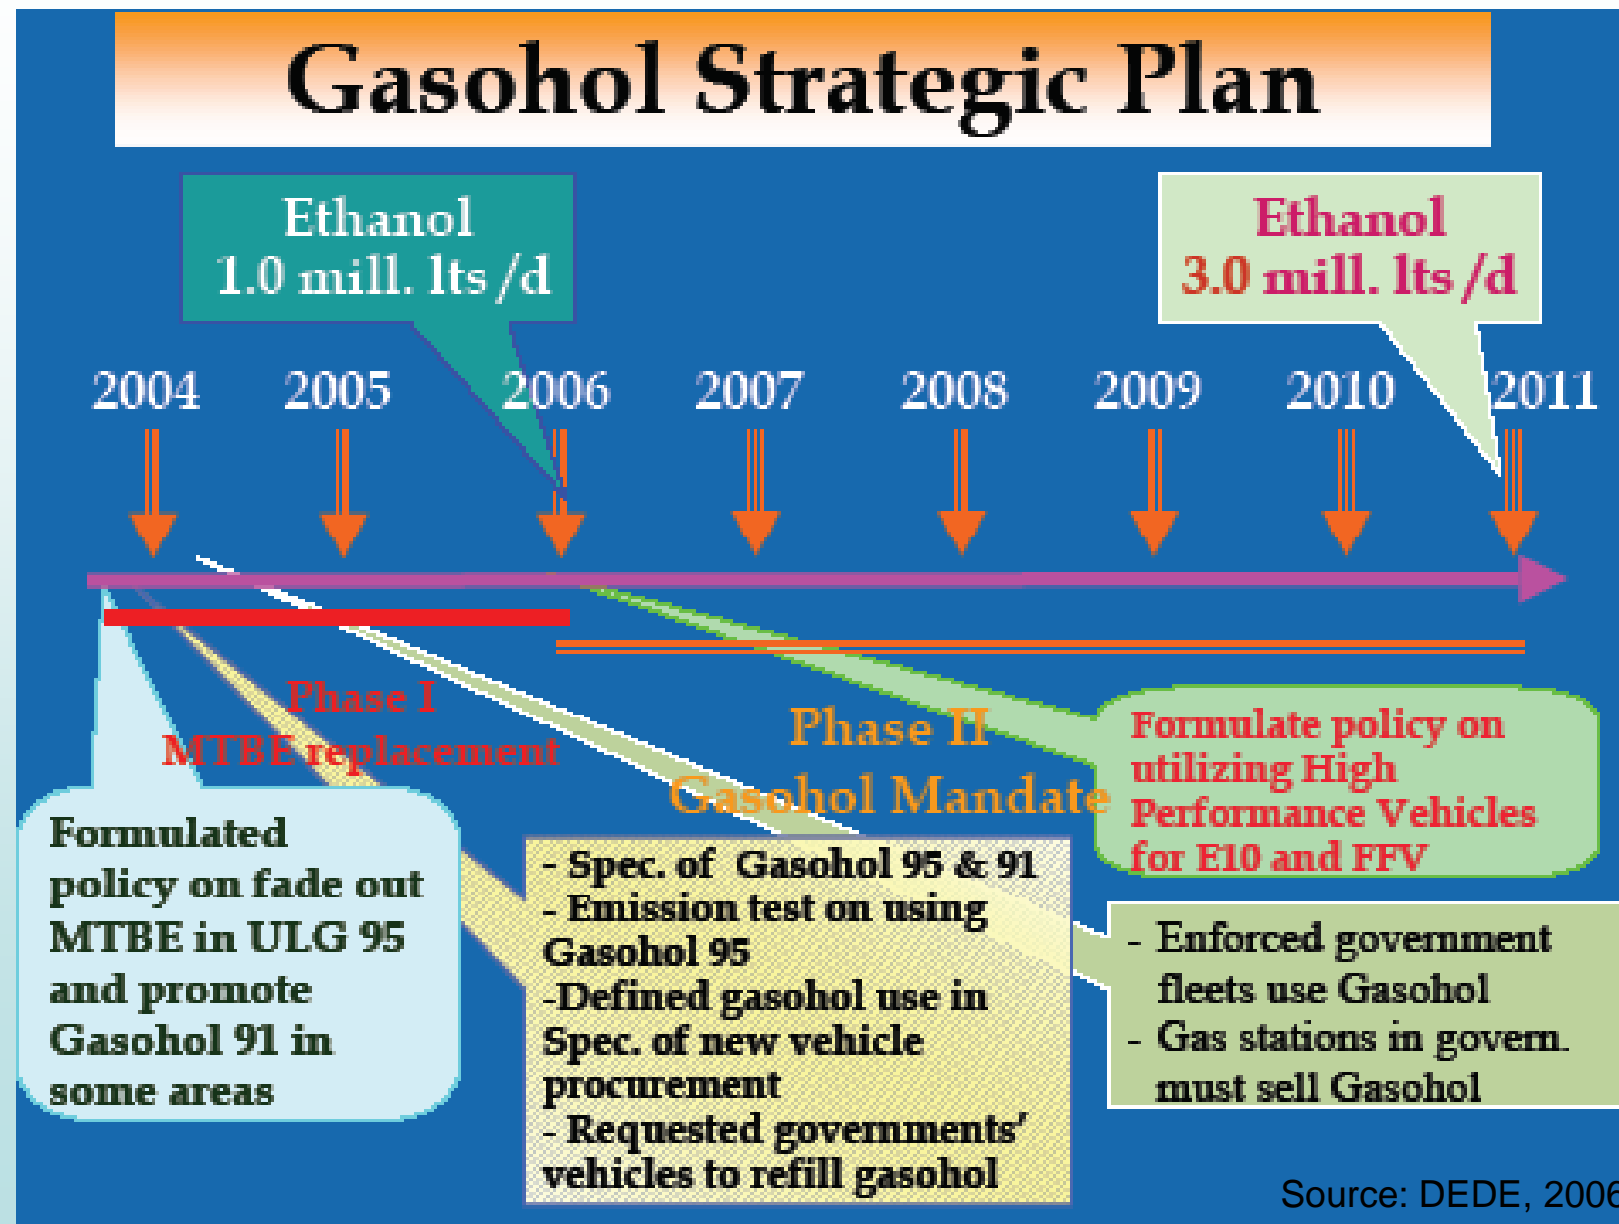 Gasohol Strategic Plan
Ethanol
1.0 mill. lts /d
Ethanol
3.0 mill. lts /d
2004 2005 2006 2007 2008 2009 2010 2011
Phase I
MTBE replacement
Phase II
Gasohol Mandate
Formulate policy on
utilizing High
Performance Vehicles
for E10 and FFV
Formulated
policy on fade out
MTBE in ULG 95
and promote
Gasohol 91 in
some areas
- Spec. of Gasohol 95 & 91
- Emission test on using
Gasohol 95
-Defined gasohol use in
Spec. of new vehicle
procurement
- Requested governments’
vehicles to refill gasohol
- Enforced government
fleets use Gasohol
- Gas stations in govern.
must sell Gasohol
Source: DEDE, 2006